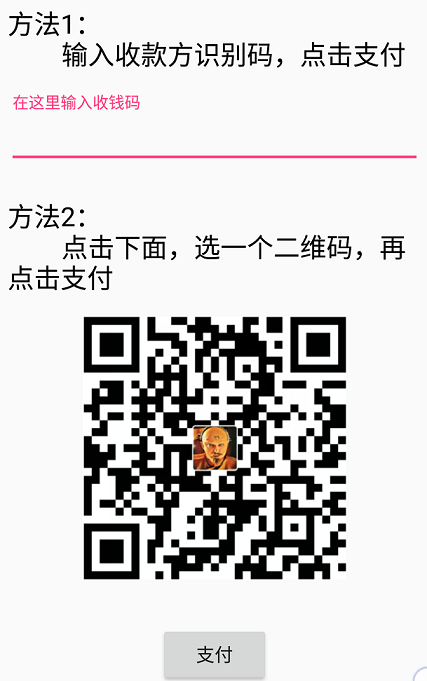 方法1：
输入收款方识别码，点击支付
在这里输入收钱码
方法2：
点击下面，选一个二维码，再
点击支付
支付